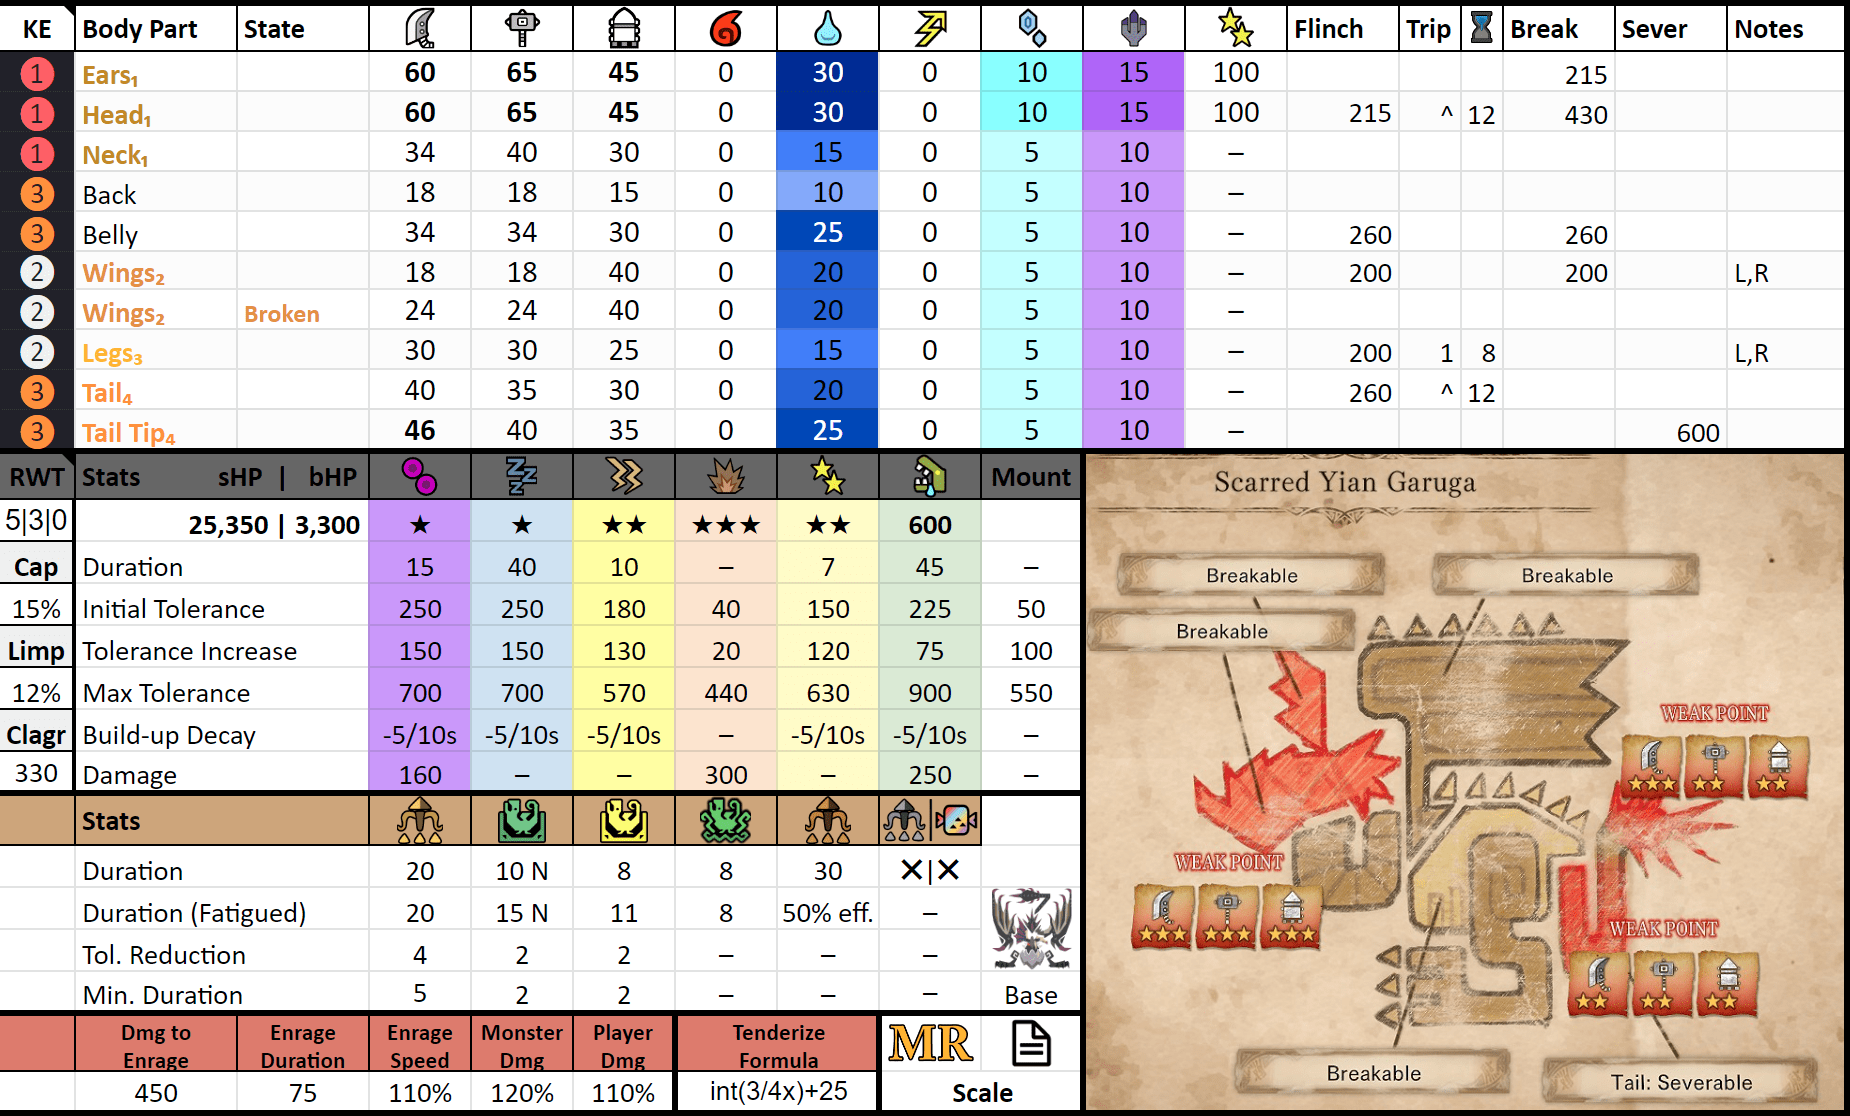 KE Body Part State Flinch Trip Break Sever Notes
1 Ears₁ 60 65 45 0 30 0 10 15 100 215
1 Head₁ 60 65 45 0 30 0 10 15 100 215 ^ 12 430
1 Neck₁ 34 40 30 0 15 0 5 10 –
3 Back 18 18 15 0 10 0 5 10 –
3 Belly 34 34 30 0 25 0 5 10 – 260 260
2 Wings₂ 18 18 40 0 20 0 5 10 – 200 200 L,R
2 Wings₂ Broken 24 24 40 0 20 0 5 10 –
2 Legs₃ 30 30 25 0 15 0 5 10 – 200 1 8 L,R
3 Tail₄ 40 35 30 0 20 0 5 10 – 260 ^ 12
3 Tail Tip₄ 46 40 35 0 25 0 5 10 – 600
RWT Stats sHP | bHP Mount
5|3|0 25,350 | 3,300 ★ ★ ★★ ★★★ ★★ 600
Cap Duration 15 40 10 – 7 45 –
15% Initial Tolerance 250 250 180 40 150 225 50
Limp Tolerance Increase 150 150 130 20 120 75 100
12% Max Tolerance 700 700 570 440 630 900 550
Clagr Build-up Decay -5/10s -5/10s -5/10s – -5/10s -5/10s –
330 Damage 160 – – 300 – 250 –
Stats
Duration 20 10 N 8 8 30 ✕|✕
Duration (Fatigued) 20 15 N 11 8 50% eff. –
Tol. Reduction 4 2 2 – – –
Min. Duration 5 2 2 – – – Base
Dmg to Enrage Enrage Duration Enrage Speed Monster Dmg Player Dmg Tenderize Formula MR
450 75 110% 120% 110% int(3/4x)+25 Scale
Scarred Yian Garuga
Breakable Breakable
Breakable
WEAK POINT
WEAK POINT
WEAK POINT
Breakable
Tail: Severable